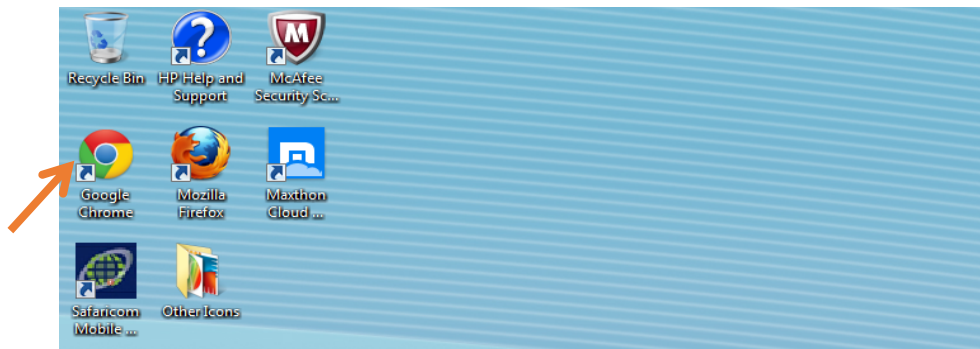 Recycle Bin
HP Help and
Support
McAfee
Security Sc...
Google
Chrome
Mozilla
Firefox
Maxthon
Cloud ...
Safaricom
Mobile ...
Other Icons